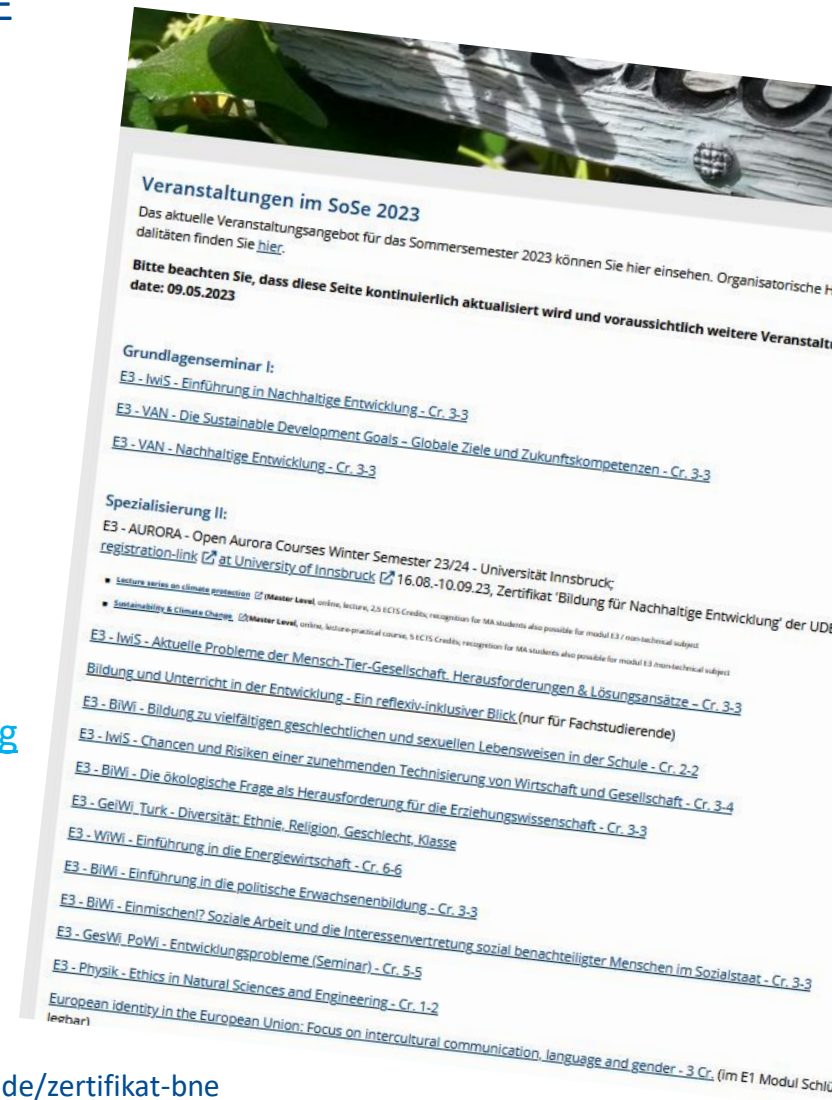 Veranstaltungen im SoSe 2023
Das aktuelle Veranstaltungsangebot für das Sommersemester 2023 können Sie hier einsehen. Organisatorische
dalitäten finden Sie hier.
Bitte beachten Sie, dass diese Seite kontinuierlich aktualisiert wird und voraussichtlich weitere
date: 09.05.2023
Grundlagenseminar I:
E3 - IwiS - Einführung in Nachhaltige Entwicklung - Cr. 3-3
E3 - VAN - Die Sustainable Development Goals – Globale Ziele und Zukunftskompetenzen - Cr. 3-3
E3 - VAN - Nachhaltige Entwicklung - Cr. 3-3
Spezialisierung II:
E3 - AURORA - Open Aurora Courses Winter Semester 23/24 - Universität Innsbruck;
registration-link at University of Innsbruck 16.08.-10.09.23, Zertifikat 'Bildung für Nachhaltige Entwicklung' der UDE
Lecture series on climate protection (Master Level, online, lecture, 2,5 ECTS Credits; recognition for MA students also possible for modul E3 / non-technical subject
Sustainability & Climate Change (Master Level, online, lecture-practical course, 5 ECTS Credits; recognition for MA students also possible for modul E3 /non-technical subject
E3 - IwiS - Aktuelle Probleme der Mensch-Tier-Gesellschaft. Herausforderungen & Lösungsansätze – Cr. 3-3
Bildung und Unterricht in der Entwicklung - Ein reflexiv-inklusiver Blick (nur für Fachstudierende)
E3 - BiWi - Bildung zu vielfältigen geschlechtlichen und sexuellen Lebensweisen in der Schule - Cr. 2-2
E3 - IwiS - Chancen und Risiken einer zunehmenden Technisierung von Wirtschaft und Gesellschaft - Cr. 3-4
E3 - BiWi - Die ökologische Frage als Herausforderung für die Erziehungswissenschaft - Cr. 3-3
E3 - GeiWi_Turk - Diversität: Ethnie, Religion, Geschlecht, Klasse
E3 - WiWi - Einführung in die Energiewirtschaft - Cr. 6-6
E3 - BiWi - Einführung in die politische Erwachsenenbildung - Cr. 3-3
E3 - BiWi - Einmischen!? Soziale Arbeit und die Interessenvertretung sozial benachteiligter Menschen im Sozialstaat - Cr. 3-3
E3 - GesWi_PoWi - Entwicklungsprobleme (Seminar) - Cr. 5-5
E3 - Physik - Ethics in Natural Sciences and Engineering - Cr. 1-2
European identity in the European Union: Focus on intercultural communication, language and gender - 3 Cr. (im E1 Modul
legbar)
de/zertifikat-bne